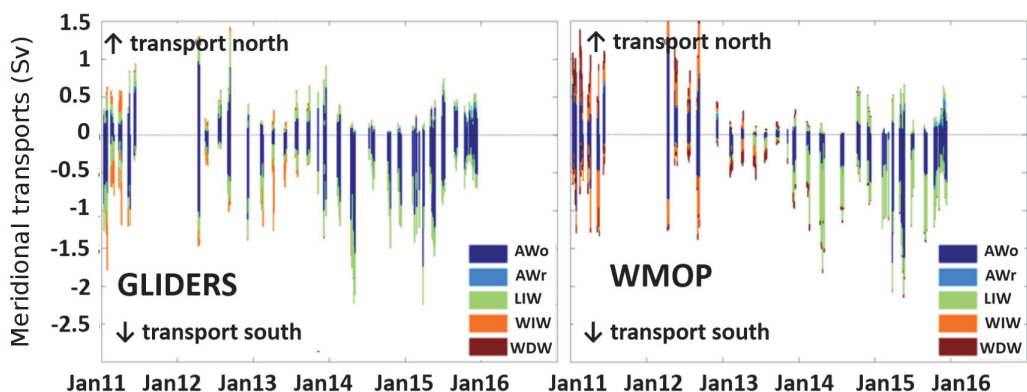 Meridional transports (Sv)
1.5
1
0.5
0
-0.5
-1
-1.5
-2
-2.5
↑ transport north
GLIDERS
↓ transport south
AWo
AWr
LIW
WIW
WDW
Jan11 Jan12 Jan13 Jan14 Jan15 Jan16
↑ transport north
WMOP
↓ transport south
AWo
AWr
LIW
WIW
WDW
Jan11 Jan12 Jan13 Jan14 Jan15 Jan16